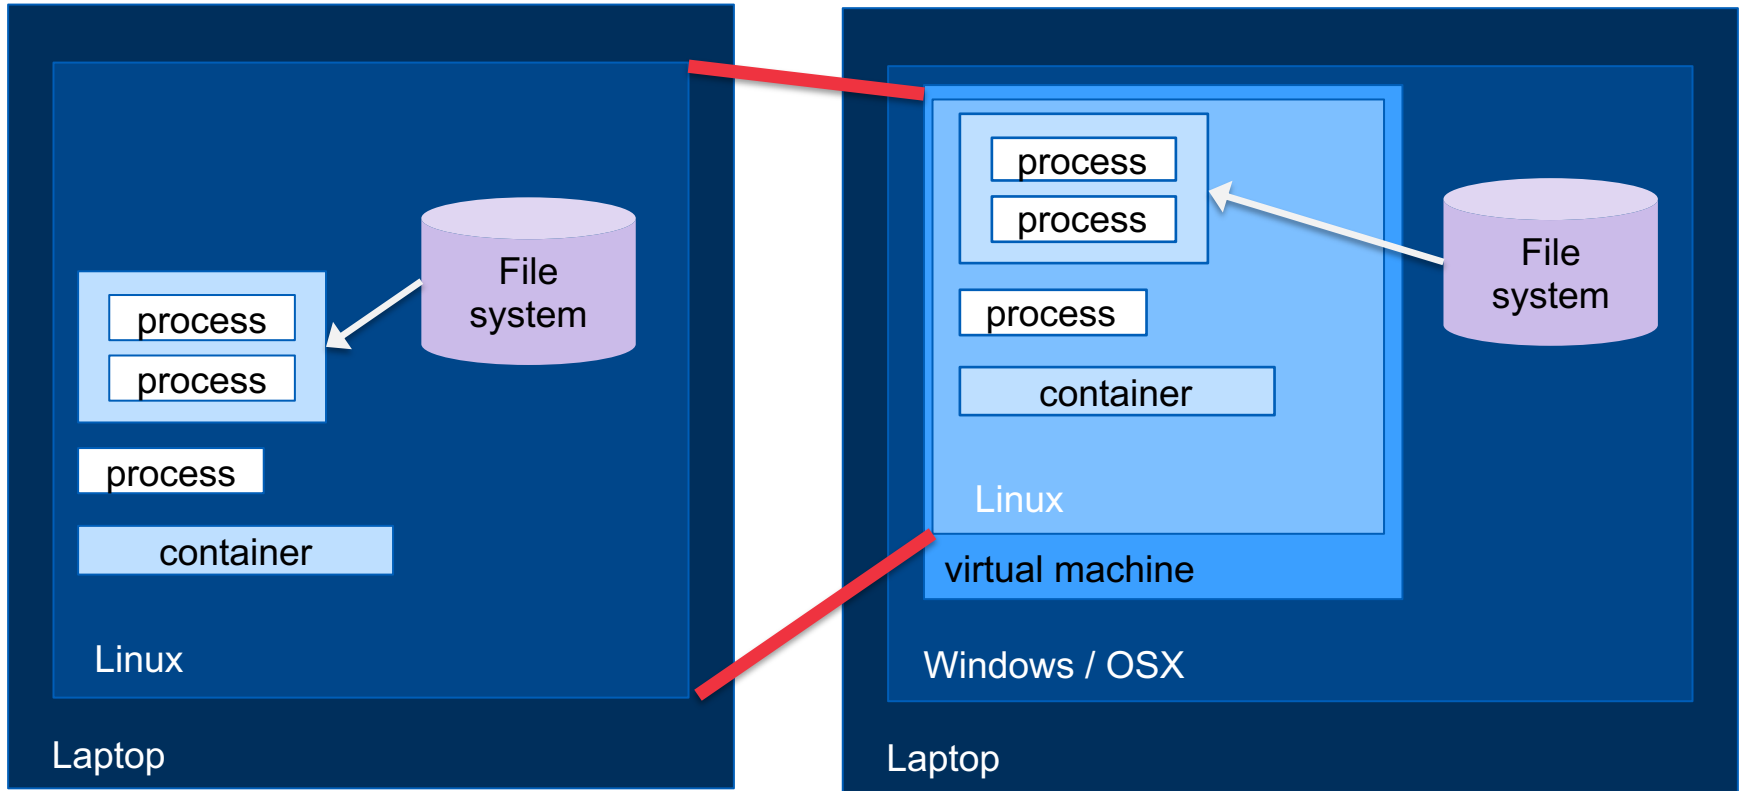 File
system
process
process
process
container
Linux
Laptop
process
process
process
container
Linux
virtual machine
File
system
Windows / OSX
Laptop